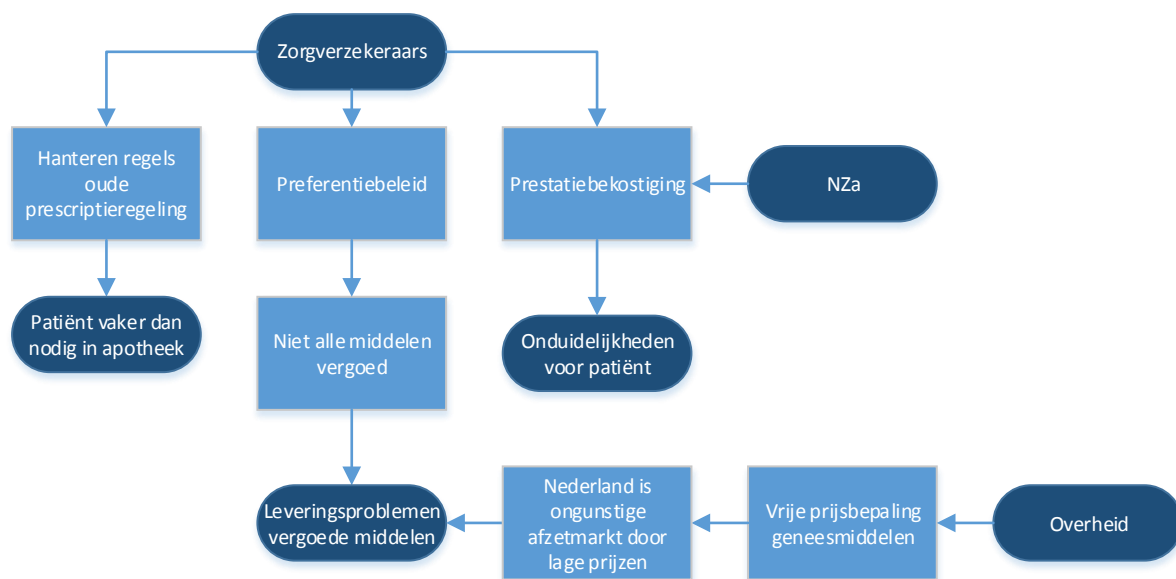 Zorgverzekeraars
Hanteren regels
oude
prescriptieregeling
Preferentiebeleid
Prestatiebekostiging
NZa
Patiënt vaker dan
nodig in apotheek
Niet alle middelen
vergoed
Onduidelijkheden
voor patiënt
Leveringsproblemen
vergoede middelen
Nederland is
ongunstige
afzetmarkt door
lage prijzen
Vrije prijsbepaling
geneesmiddelen
Overheid